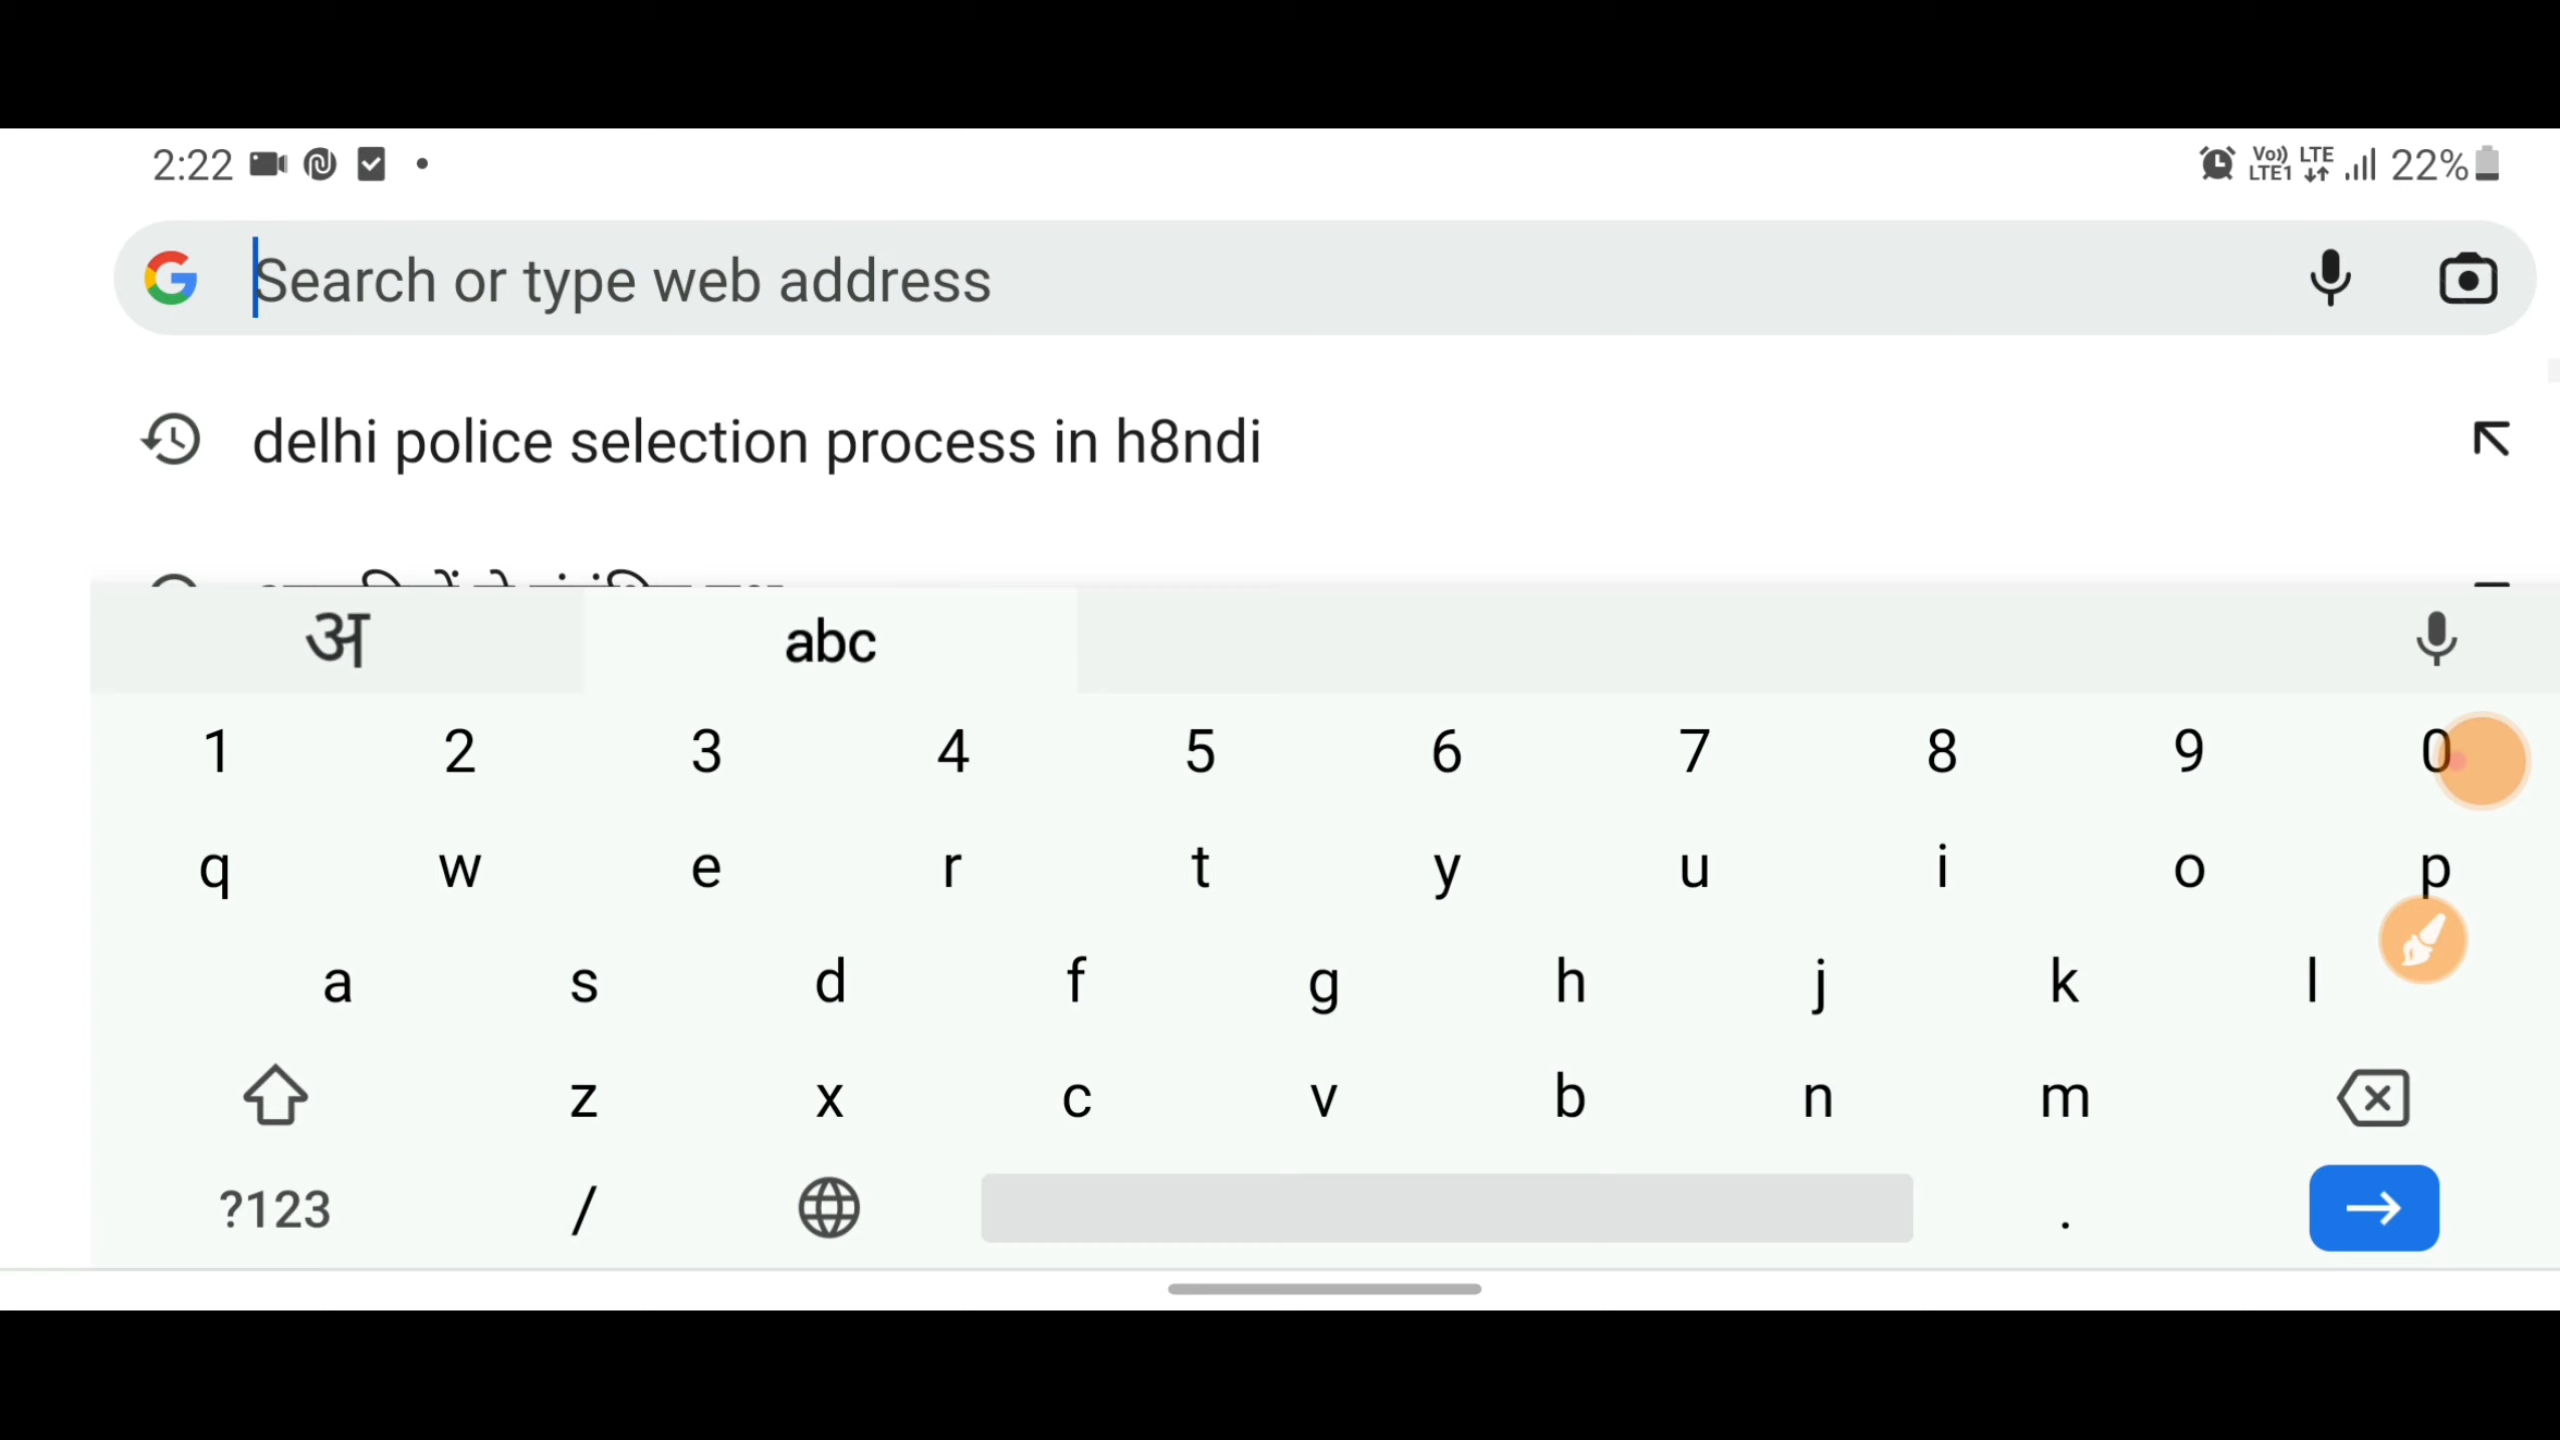 2:22 Vo)) LTE1 LTE 22%
Search or type web address
delhi police selection process in h8ndi
अ abc
1 2 3 4 5 6 7 8 9 0
q w e r t y u i o p
a s d f g h j k l
z x c v b n m
?123 / .